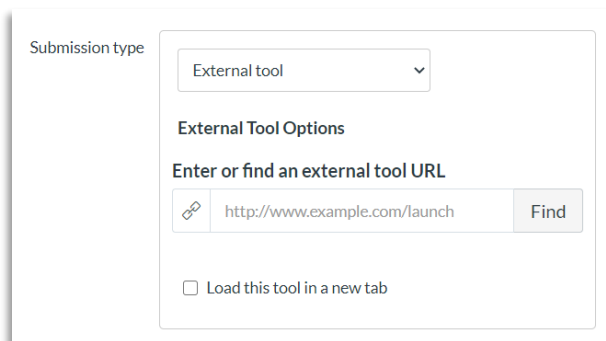 Submission type
External tool
External Tool Options
Enter or find an external tool URL
http://www.example.com/launch
Find
Load this tool in a new tab